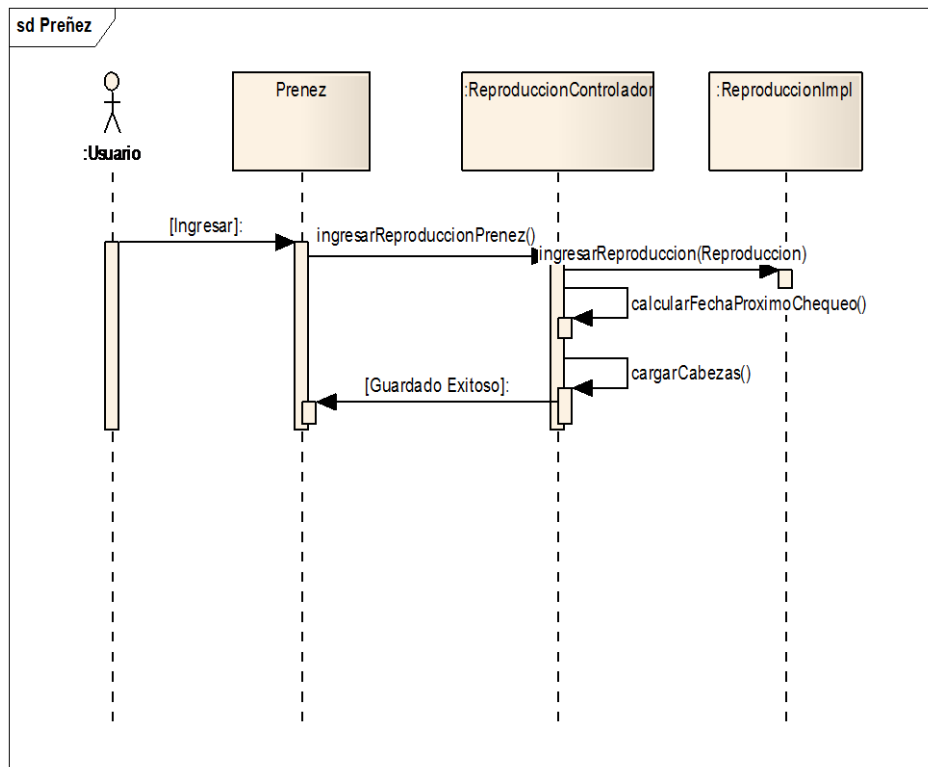 sd Preñez
:Usuario
Prenez
:ReproduccionControlador
:ReproduccionImpl
[Ingresar]:
ingresarReproduccionPrenez()
ingresarReproduccion(Reproduccion)
calcularFechaProximoChequeo()
cargarCabezas()
[Guardado Exitoso]: